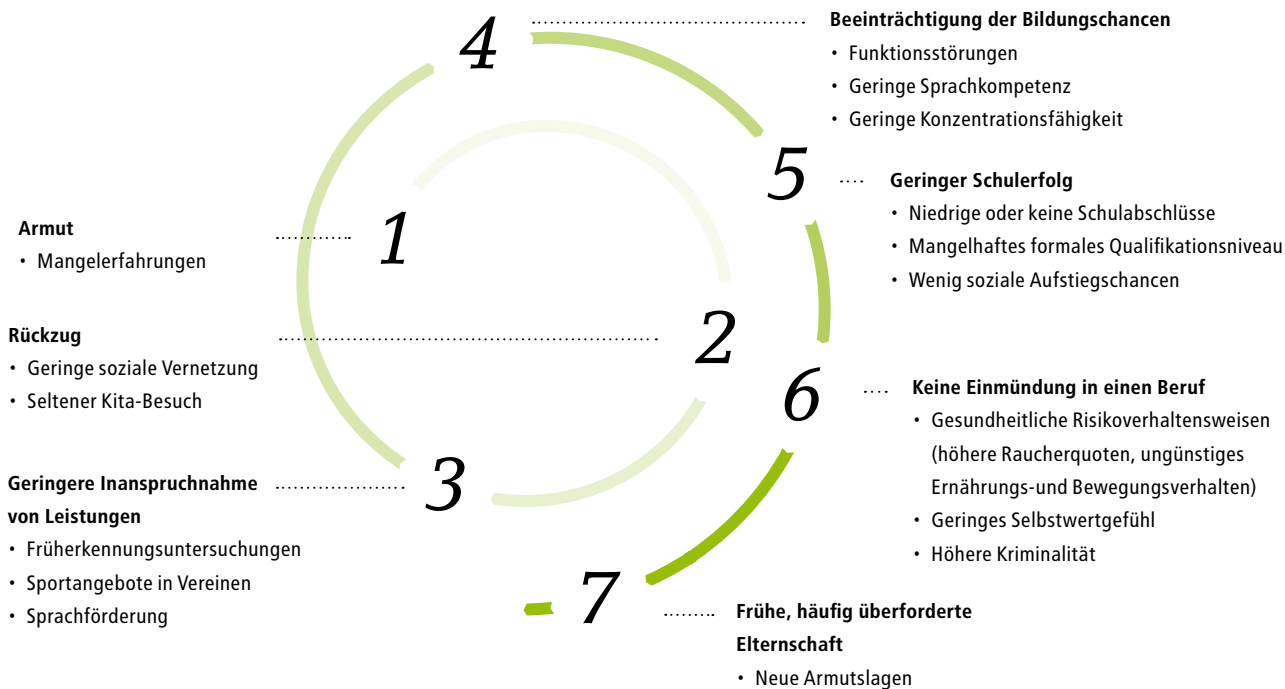 1
Armut
• Mangelerfahrungen
2
Rückzug
• Geringe soziale Vernetzung
• Seltener Kita-Besuch
3
Geringere Inanspruchnahme
von Leistungen
• Früherkennungsuntersuchungen
• Sportangebote in Vereinen
• Sprachförderung
4
Beeinträchtigung der Bildungschancen
• Funktionsstörungen
• Geringe Sprachkompetenz
• Geringe Konzentrationsfähigkeit
5
Geringer Schulerfolg
• Niedrige oder keine Schulabschlüsse
• Mangelhaftes formales Qualifikationsniveau
• Wenig soziale Aufstiegschancen
6
Keine Einmündung in einen Beruf
• Gesundheitliche Risikoverhaltensweisen
(höhere Raucherquoten, ungünstiges
Ernährungs-und Bewegungsverhalten)
• Geringes Selbstwertgefühl
• Höhere Kriminalität
7
Frühe, häufig überforderte
Elternschaft
• Neue Armutslagen